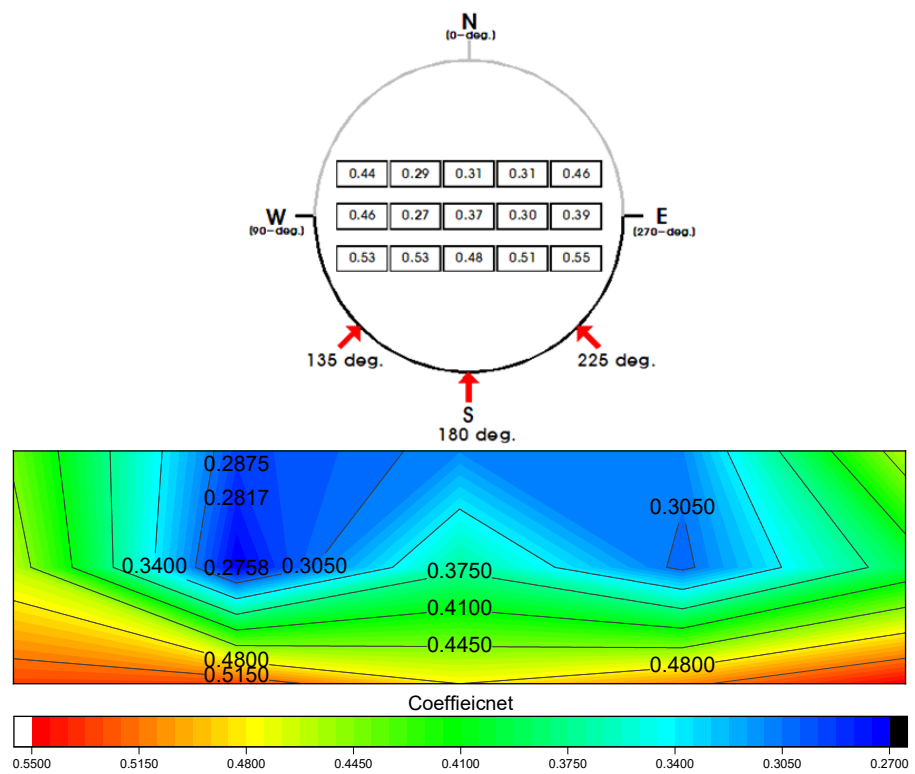 N
(0-deg.)
0.44 0.29 0.31 0.31 0.46
W 0.46 0.27 0.37 0.30 0.39 E
(90-deg.) (270-deg.)
0.53 0.53 0.48 0.51 0.55
135 deg. 225 deg.
S
180 deg.
0.2875
0.2817
0.3050
0.3400 0.2758 0.3050
0.3750
0.4100
0.4450
0.4800 0.4800
0.5150
Coeffieicnet
0.5500 0.5150 0.4800 0.4450 0.4100 0.3750 0.3400 0.3050 0.2700